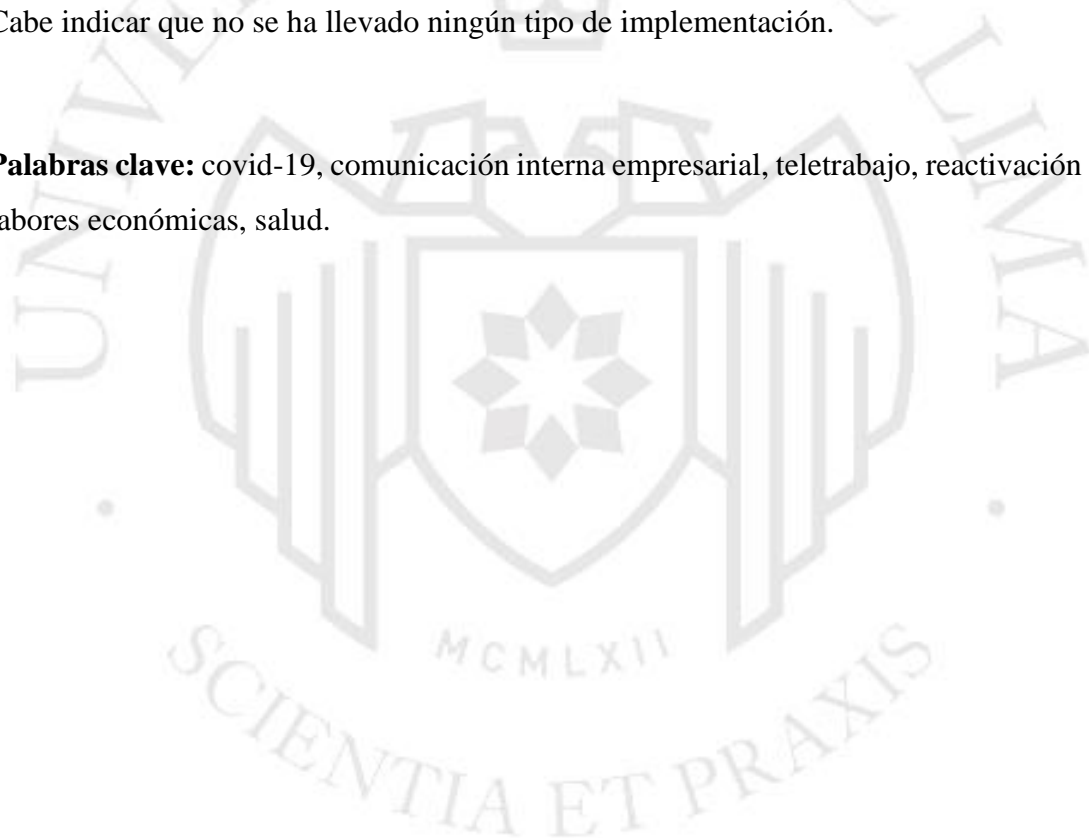 Cabe indicar que no se ha llevado ningún tipo de implementación.
Palabras clave: covid-19, comunicación interna empresarial, teletrabajo, reactivación
labores económicas, salud.
MCMLXII
SCIENTIA ET PRAXIS